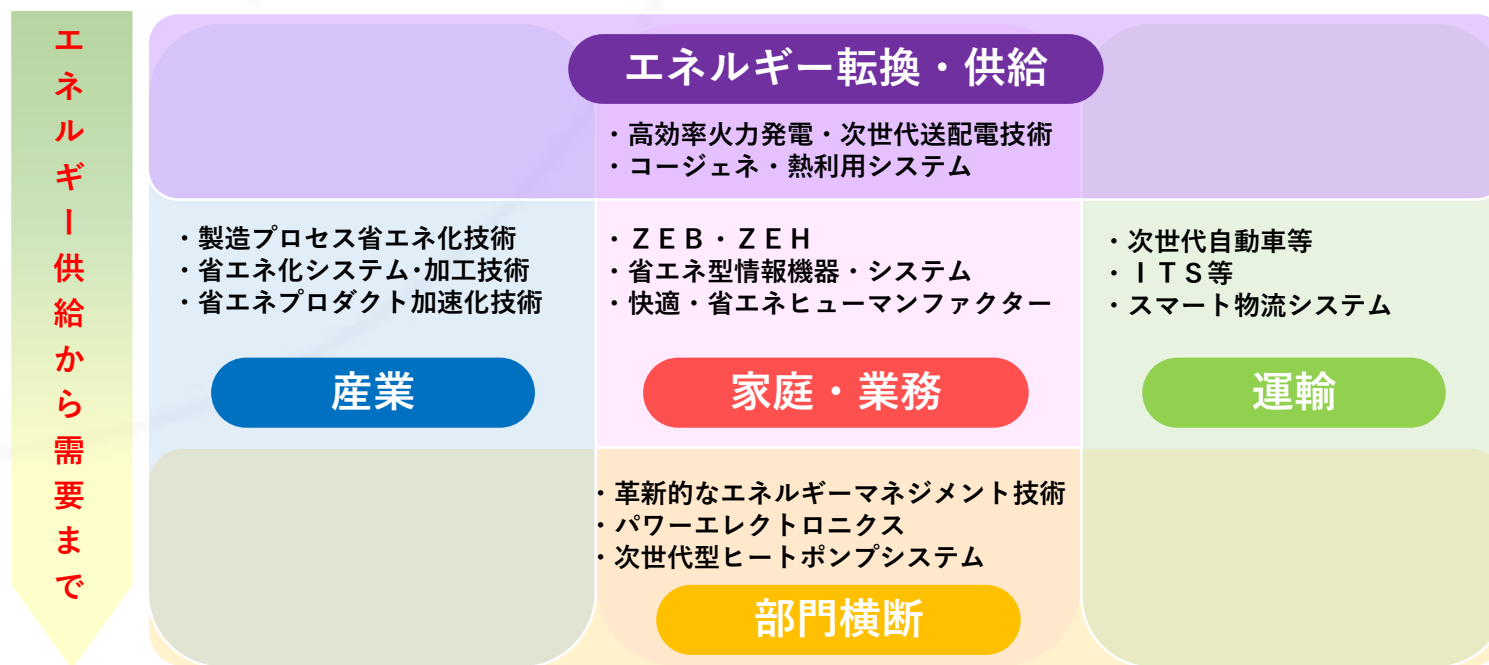 エネルギー供給から需要まで
エネルギー転換・供給
・高効率火力発電・次世代送配電技術
・コージェネ・熱利用システム
・製造プロセス省エネ化技術
・省エネ化システム・加工技術
・省エネプロダクト加速化技術
産業
・ＺＥＢ・ＺＥＨ
・省エネ型情報機器・システム
・快適・省エネヒューマンファクター
家庭・業務
・次世代自動車等
・ＩＴＳ等
・スマート物流システム
運輸
・革新的なエネルギーマネジメント技術
・パワーエレクトロニクス
・次世代型ヒートポンプシステム
部門横断